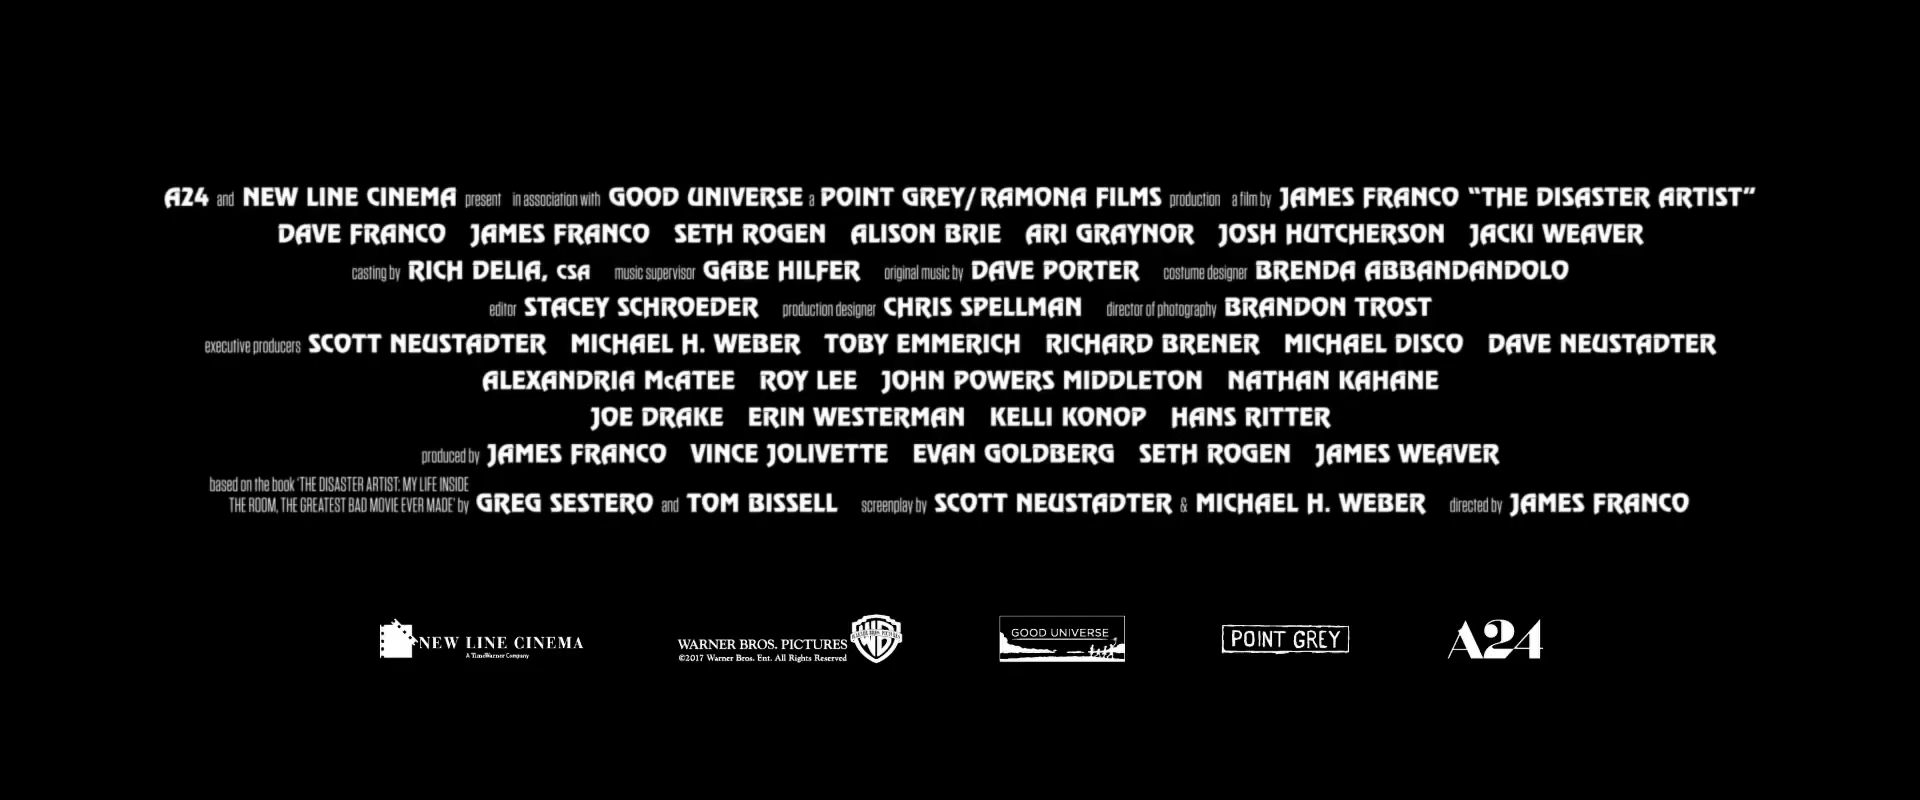 A24 and NEW LINE CINEMA present in association with GOOD UNIVERSE a POINT GREY/RAMONA FILMS production a film by JAMES FRANCO “THE DISASTER ARTIST”
DAVE FRANCO JAMES FRANCO SETH ROGEN ALISON BRIE ARI GRAYNOR JOSH HUTCHERSON JACKI WEAVER
casting by RICH DELIA, CSA music supervisor GABE HILFER original music by DAVE PORTER costume designer BRENDA ABBANDANDOLO
editor STACEY SCHROEDER production designer CHRIS SPELLMAN director of photography BRANDON TROST
executive producers SCOTT NEUSTADTER MICHAEL H. WEBER TOBY EMMERICH RICHARD BRENER MICHAEL DISCO DAVE NEUSTADTER
ALEXANDRIA McATEE ROY LEE JOHN POWERS MIDDLETON NATHAN KAHANE
JOE DRAKE ERIN WESTERMAN KELLI KONOP HANS RITTER
produced by JAMES FRANCO VINCE JOLIVETTE EVAN GOLDBERG SETH ROGEN JAMES WEAVER
based on the book ‘THE DISASTER ARTIST: MY LIFE INSIDE
THE ROOM, THE GREATEST BAD MOVIE EVER MADE’ by GREG SESTERO and TOM BISSELL screenplay by SCOTT NEUSTADTER & MICHAEL H. WEBER directed by JAMES FRANCO
NEW LINE CINEMA
A TimeWarner Company
WARNER BROS. PICTURES
©2017 Warner Bros. Ent. All Rights Reserved
WB
WARNER BROS. PICTURES
GOOD UNIVERSE
POINT GREY
A24